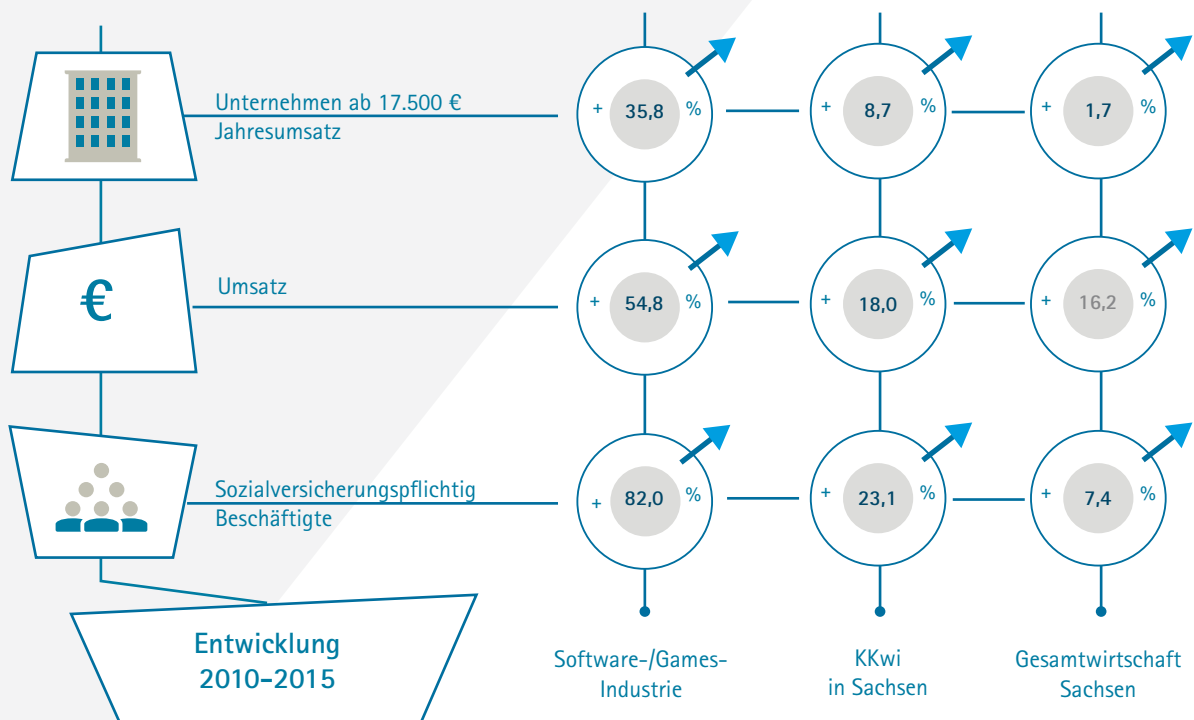 Unternehmen ab 17.500 €
Jahresumsatz
+ 35,8 %
+ 8,7 %
+ 1,7 %
€
Umsatz
+ 54,8 %
+ 18,0 %
+ 16,2 %
Sozialversicherungspflichtig
Beschäftigte
+ 82,0 %
+ 23,1 %
+ 7,4 %
Entwicklung
2010–2015
Software-/Games-
Industrie
KKwi
in Sachsen
Gesamtwirtschaft
Sachsen